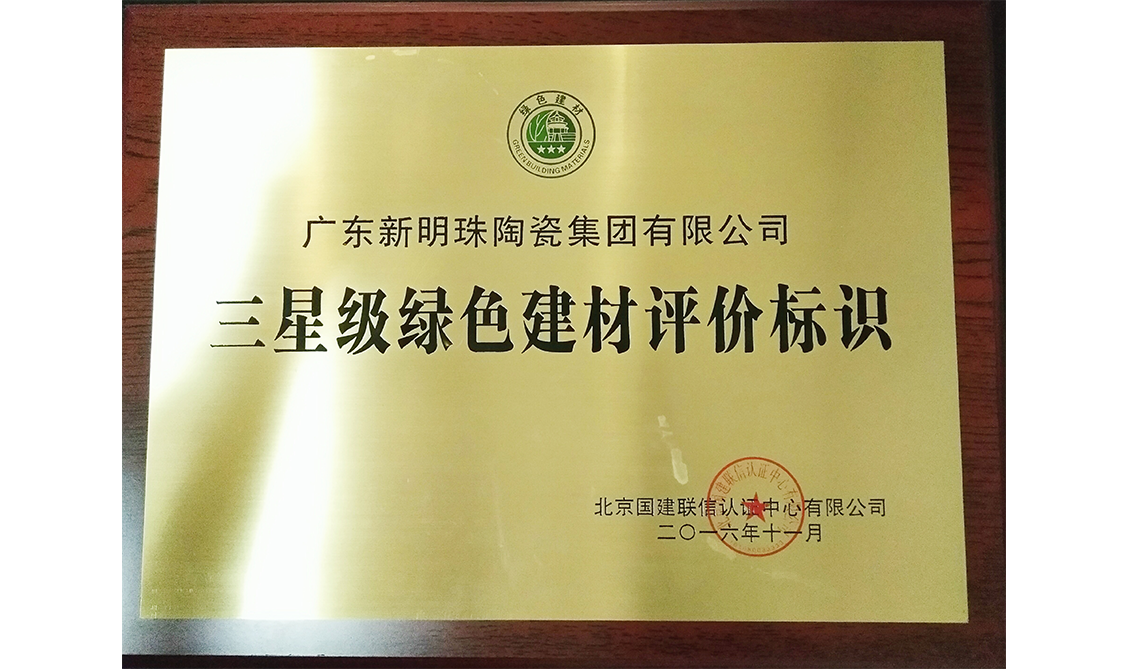 绿色建材
GREEN BUILDING MATERIALS
广东新明珠陶瓷集团有限公司
三星级绿色建材评价标识
北京国建联信认证中心有限公司
二〇一六年十一月